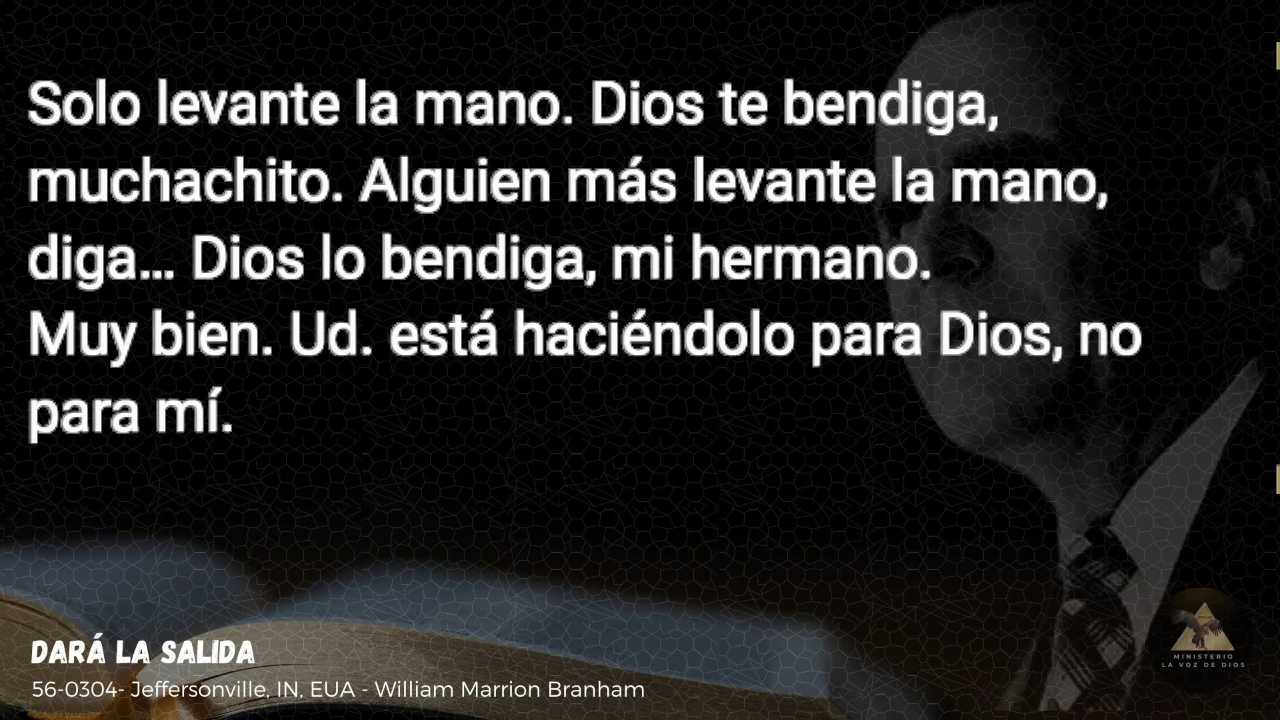 Solo levante la mano. Dios te bendiga,
muchachito. Alguien más levante la mano,
diga... Dios lo bendiga, mi hermano.
Muy bien. Ud. está haciéndolo para Dios, no
para mí.
DARÁ LA SALIDA
56-0304- Jeffersonville, IN, EUA - William Marrion Branham
MINISTERIO
LA VOZ DE DIOS